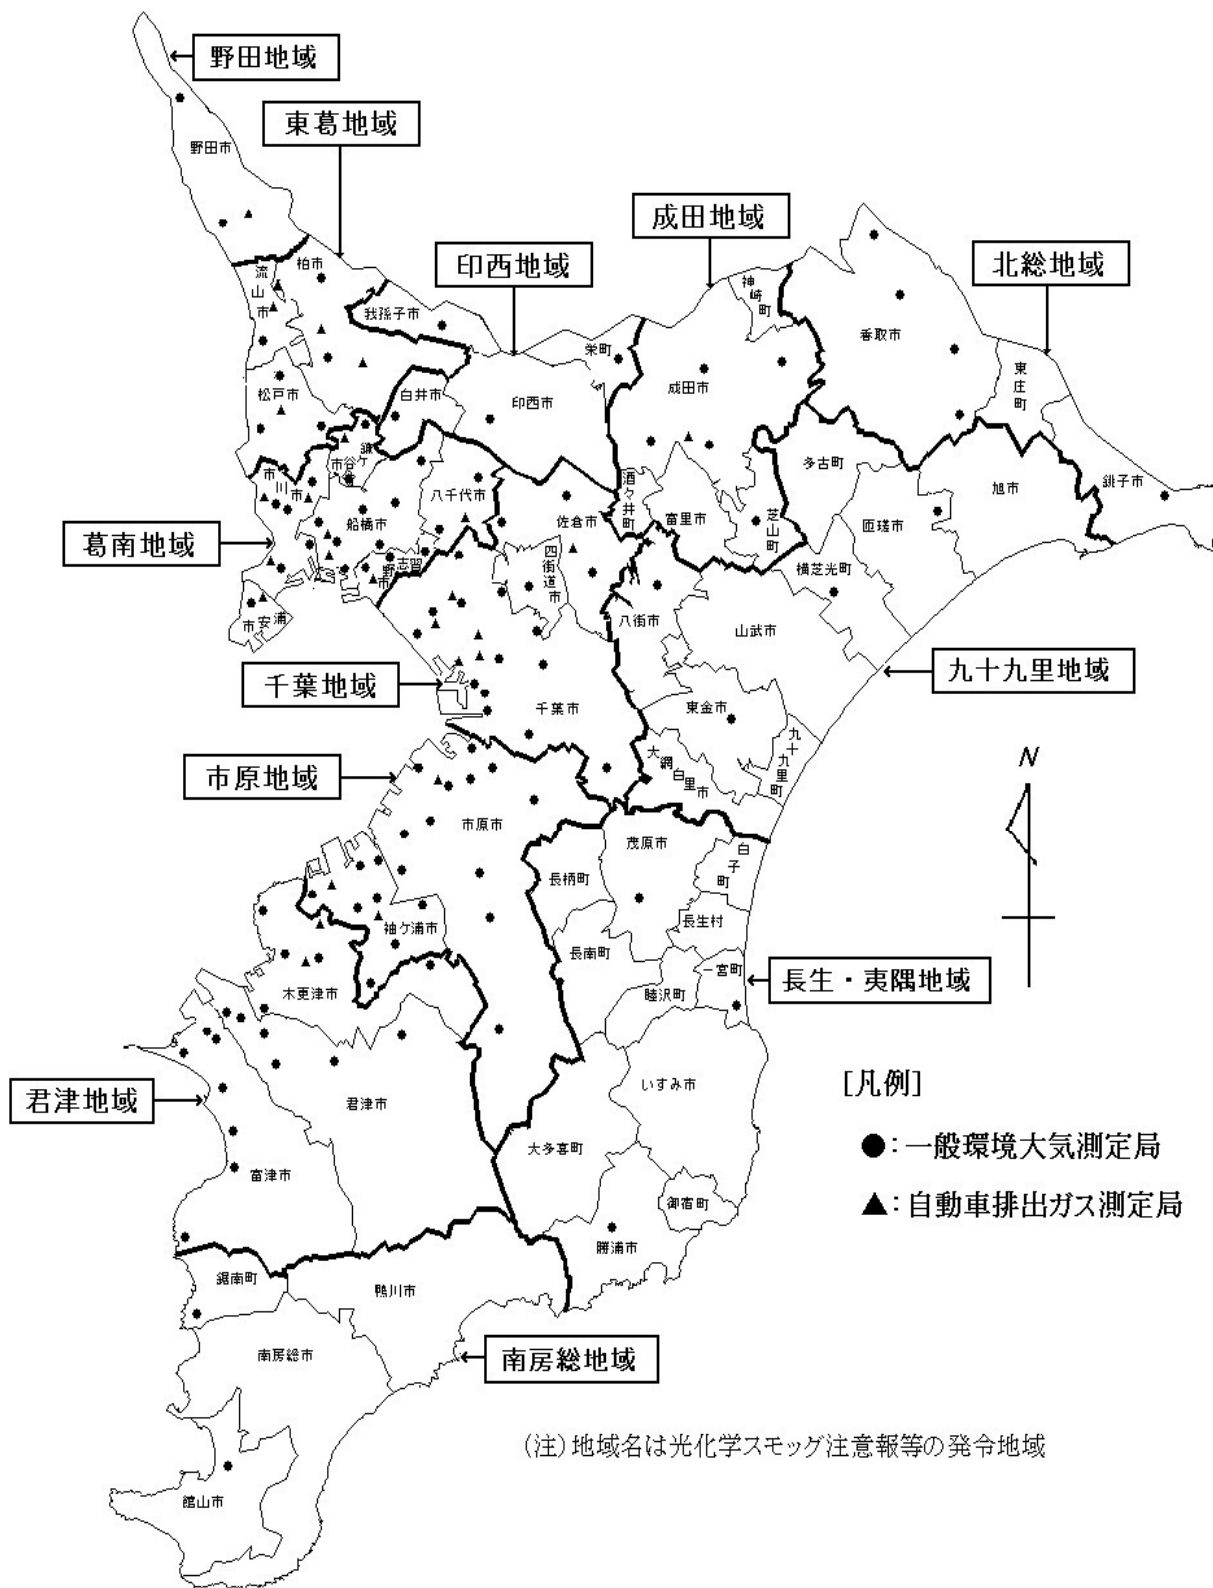 野田地域
東葛地域
野田市
成田地域
印西地域
北総地域
柏市
流山市
神崎町
我孫子市
香取市
栄町
成田市
東庄町
松戸市
白井市
印西市
鎌ケ谷市
多古町
旭市
銚子市
市川市
八千代市
酒々井町
船橋市
佐倉市
富里市
芝山町
匝瑳市
葛南地域
四街道市
習志野市
横芝光町
浦安市
八街市
山武市
千葉地域
九十九里地域
千葉市
東金市
九十九里町
大網白里市
N
市原地域
市原市
茂原市
白子町
長柄町
袖ケ浦市
長生村
長南町
一宮町
長生・夷隅地域
木更津市
睦沢町
いすみ市
[凡例]
君津地域
君津市
●：一般環境大気測定局
大多喜町
富津市
御宿町
▲：自動車排出ガス測定局
勝浦市
鋸南町
鴨川市
南房総市
南房総地域
（注）地域名は光化学スモッグ注意報等の発令地域
館山市